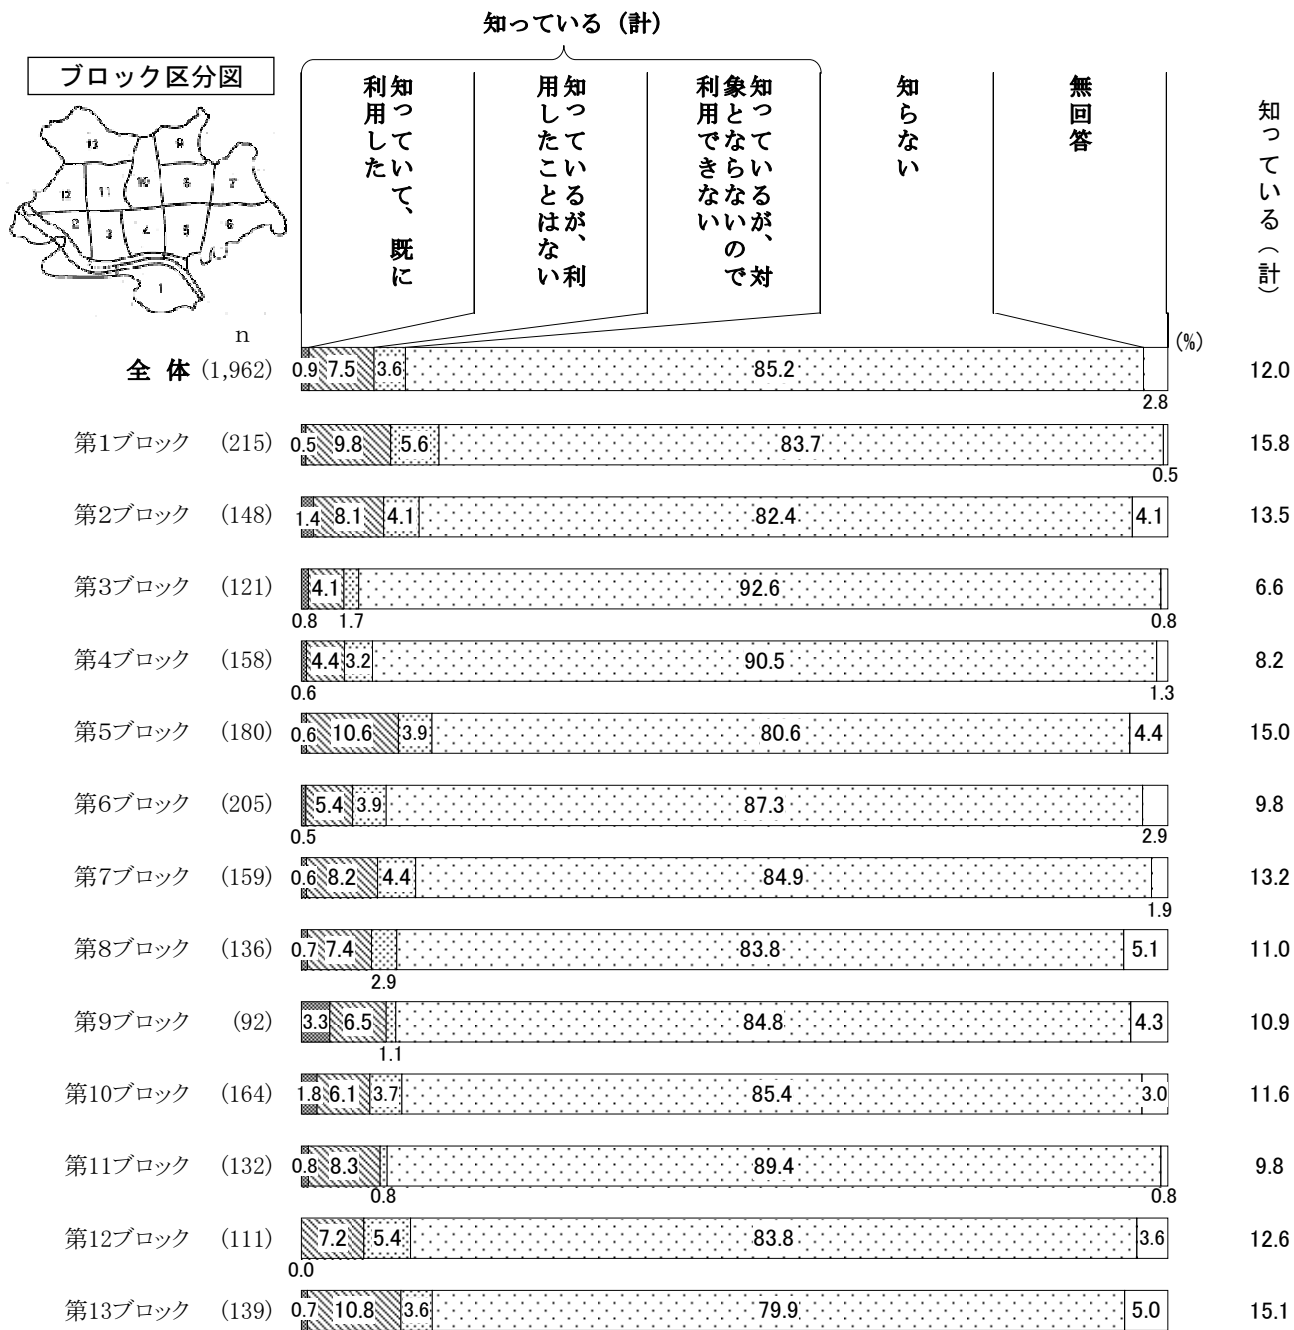 知っている（計）
ブロック区分図
知っていて、既に
利用した
知っているが、利
用したことはない
知っているが、対
象とならないので
利用できない
知らない
無回答
知っている（計）
13
9
12
11
10
8
7
2
3
4
5
6
1
n
(%)
全 体 (1,962) 0.9 7.5 3.6 85.2 2.8 12.0
第1ブロック (215) 0.5 9.8 5.6 83.7 0.5 15.8
第2ブロック (148) 1.4 8.1 4.1 82.4 4.1 13.5
第3ブロック (121) 0.8 4.1 1.7 92.6 0.8 6.6
第4ブロック (158) 0.6 4.4 3.2 90.5 1.3 8.2
第5ブロック (180) 0.6 10.6 3.9 80.6 4.4 15.0
第6ブロック (205) 0.5 5.4 3.9 87.3 2.9 9.8
第7ブロック (159) 0.6 8.2 4.4 84.9 1.9 13.2
第8ブロック (136) 0.7 7.4 2.9 83.8 5.1 11.0
第9ブロック (92) 3.3 6.5 1.1 84.8 4.3 10.9
第10ブロック (164) 1.8 6.1 3.7 85.4 3.0 11.6
第11ブロック (132) 0.8 8.3 0.8 89.4 0.8 9.8
第12ブロック (111) 0.0 7.2 5.4 83.8 3.6 12.6
第13ブロック (139) 0.7 10.8 3.6 79.9 5.0 15.1